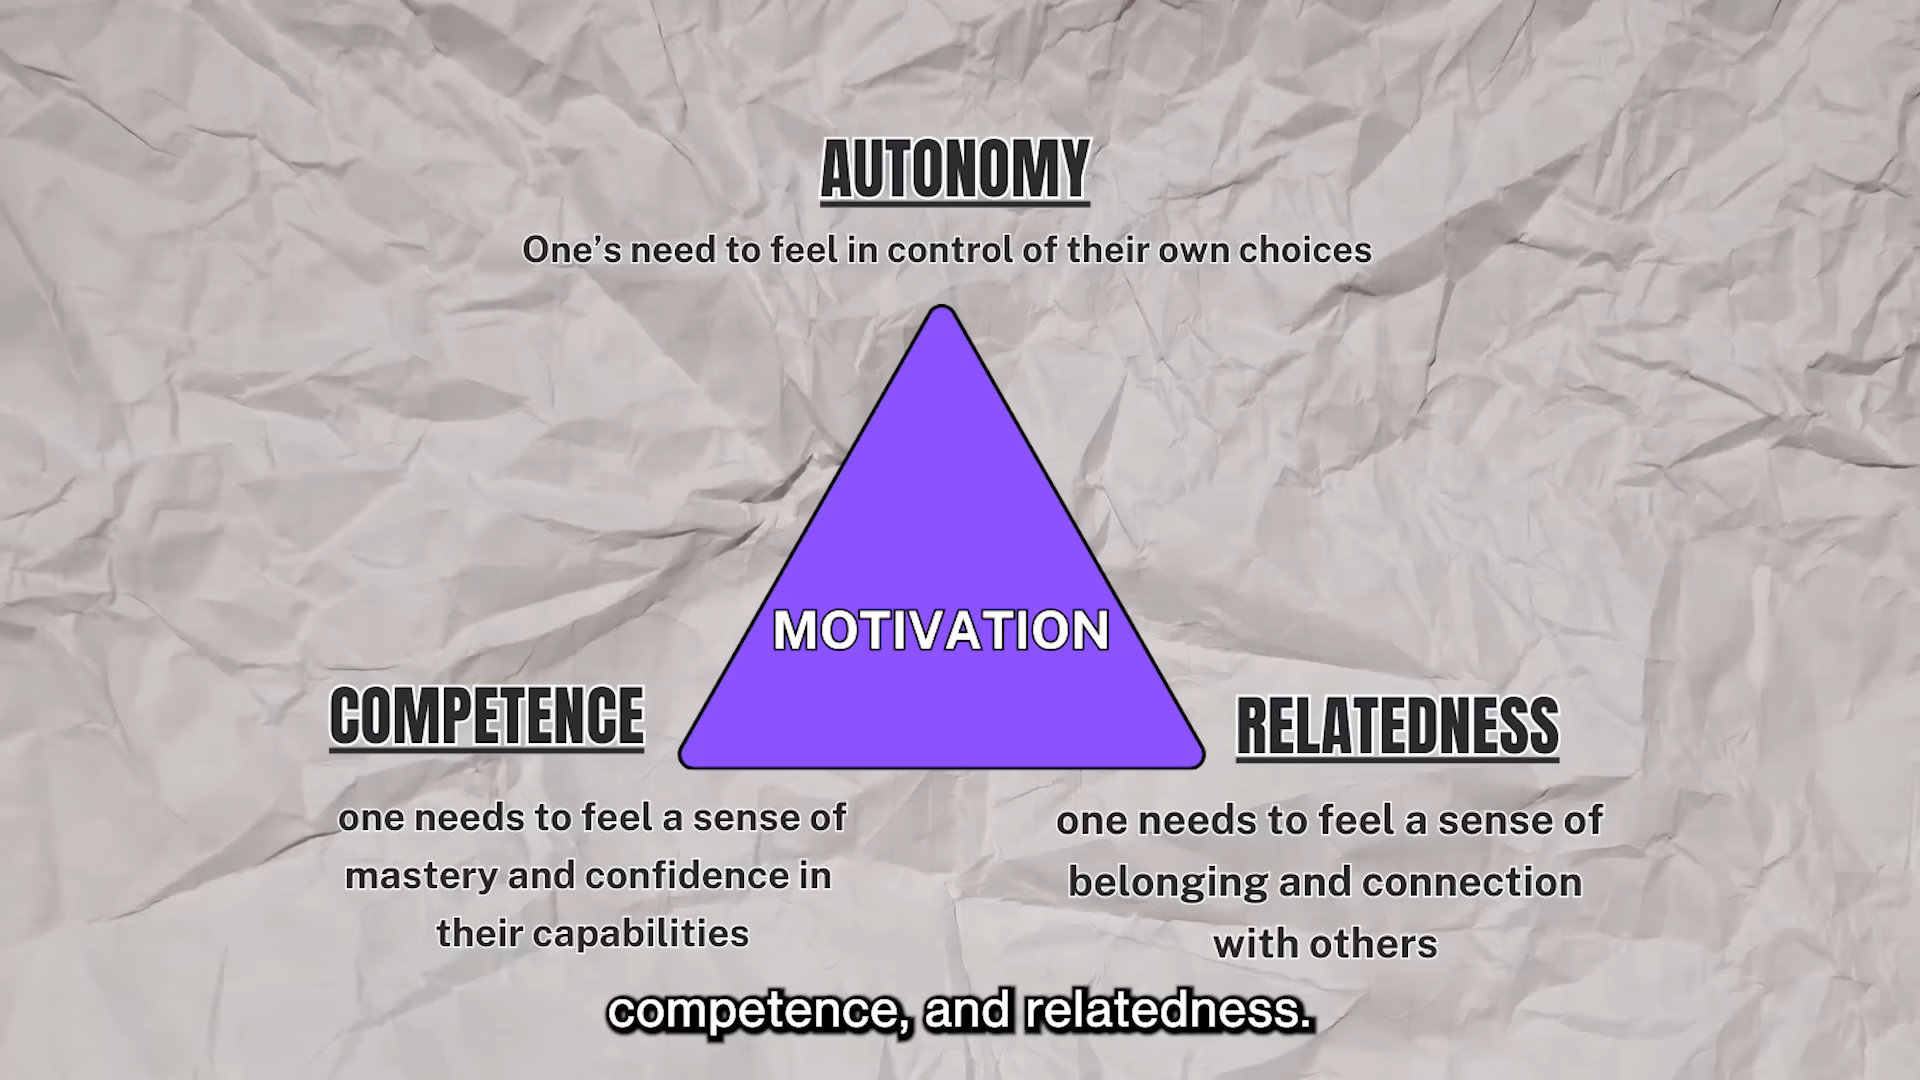 AUTONOMY
One’s need to feel in control of their own choices
MOTIVATION
COMPETENCE
one needs to feel a sense of
mastery and confidence in
their capabilities
RELATEDNESS
one needs to feel a sense of
belonging and connection
with others
competence, and relatedness.